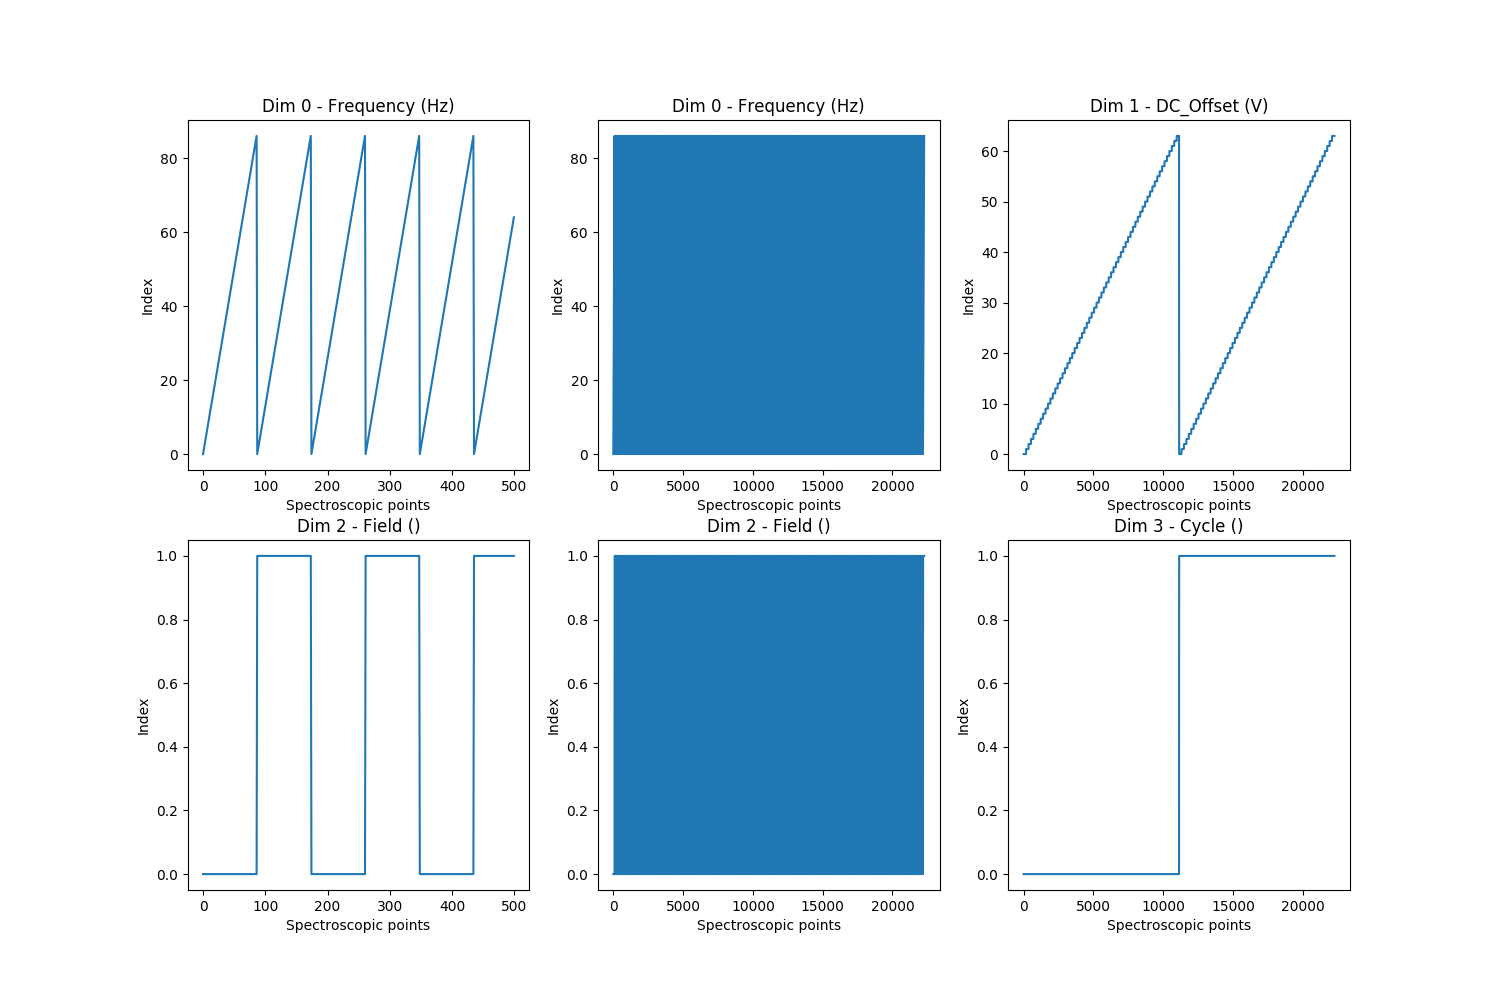 Dim 0 - Frequency (Hz)
Index
80
60
40
20
0
0 100 200 300 400 500
Spectroscopic points
Dim 0 - Frequency (Hz)
Index
80
60
40
20
0
0 5000 10000 15000 20000
Spectroscopic points
Dim 1 - DC_Offset (V)
Index
60
50
40
30
20
10
0
0 5000 10000 15000 20000
Spectroscopic points
Dim 2 - Field ()
Index
1.0
0.8
0.6
0.4
0.2
0.0
0 100 200 300 400 500
Spectroscopic points
Dim 2 - Field ()
Index
1.0
0.8
0.6
0.4
0.2
0.0
0 5000 10000 15000 20000
Spectroscopic points
Dim 3 - Cycle ()
Index
1.0
0.8
0.6
0.4
0.2
0.0
0 5000 10000 15000 20000
Spectroscopic points